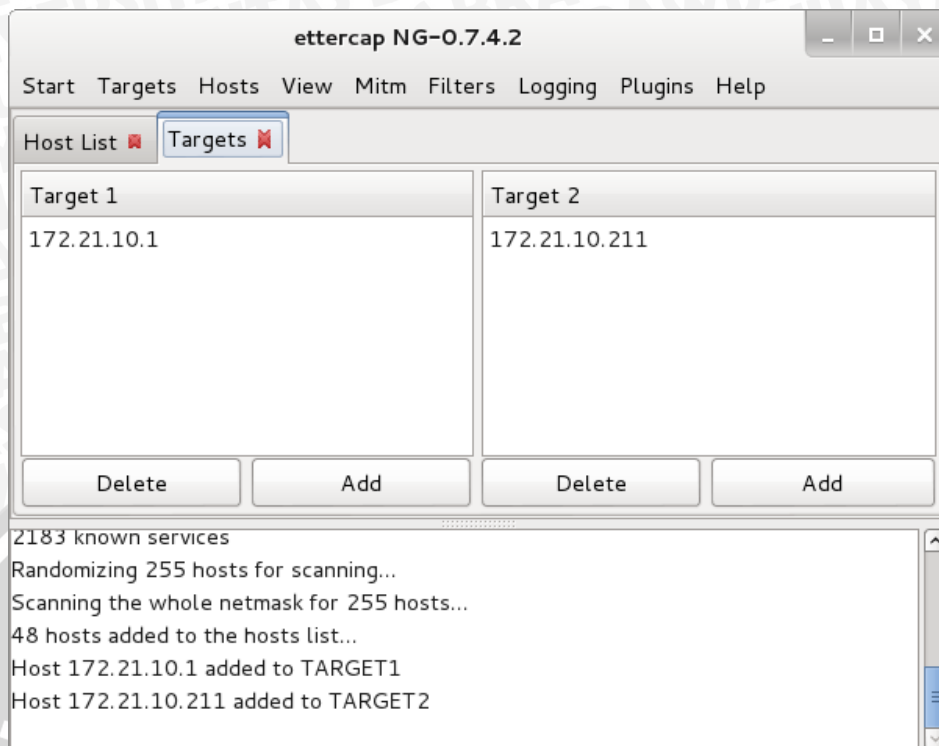 ettercap NG-0.7.4.2
Start Targets Hosts View Mitm Filters Logging Plugins Help
Host List Targets
Target 1 Target 2
172.21.10.1 172.21.10.211
Delete Add Delete Add
2183 known services
Randomizing 255 hosts for scanning...
Scanning the whole netmask for 255 hosts...
48 hosts added to the hosts list...
Host 172.21.10.1 added to TARGET1
Host 172.21.10.211 added to TARGET2